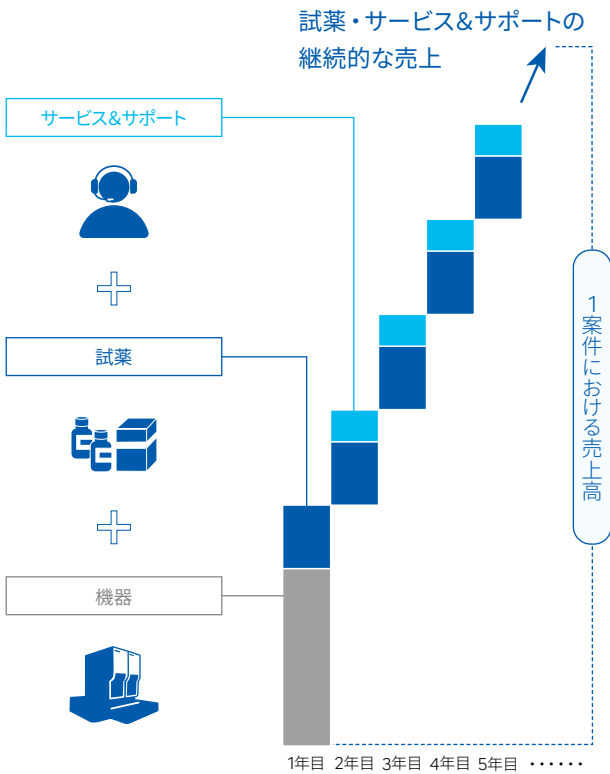 試薬・サービス&サポートの
継続的な売上
サービス&サポート
試薬
機器
1案件における売上高
1年目 2年目 3年目 4年目 5年目 ・・・・・・